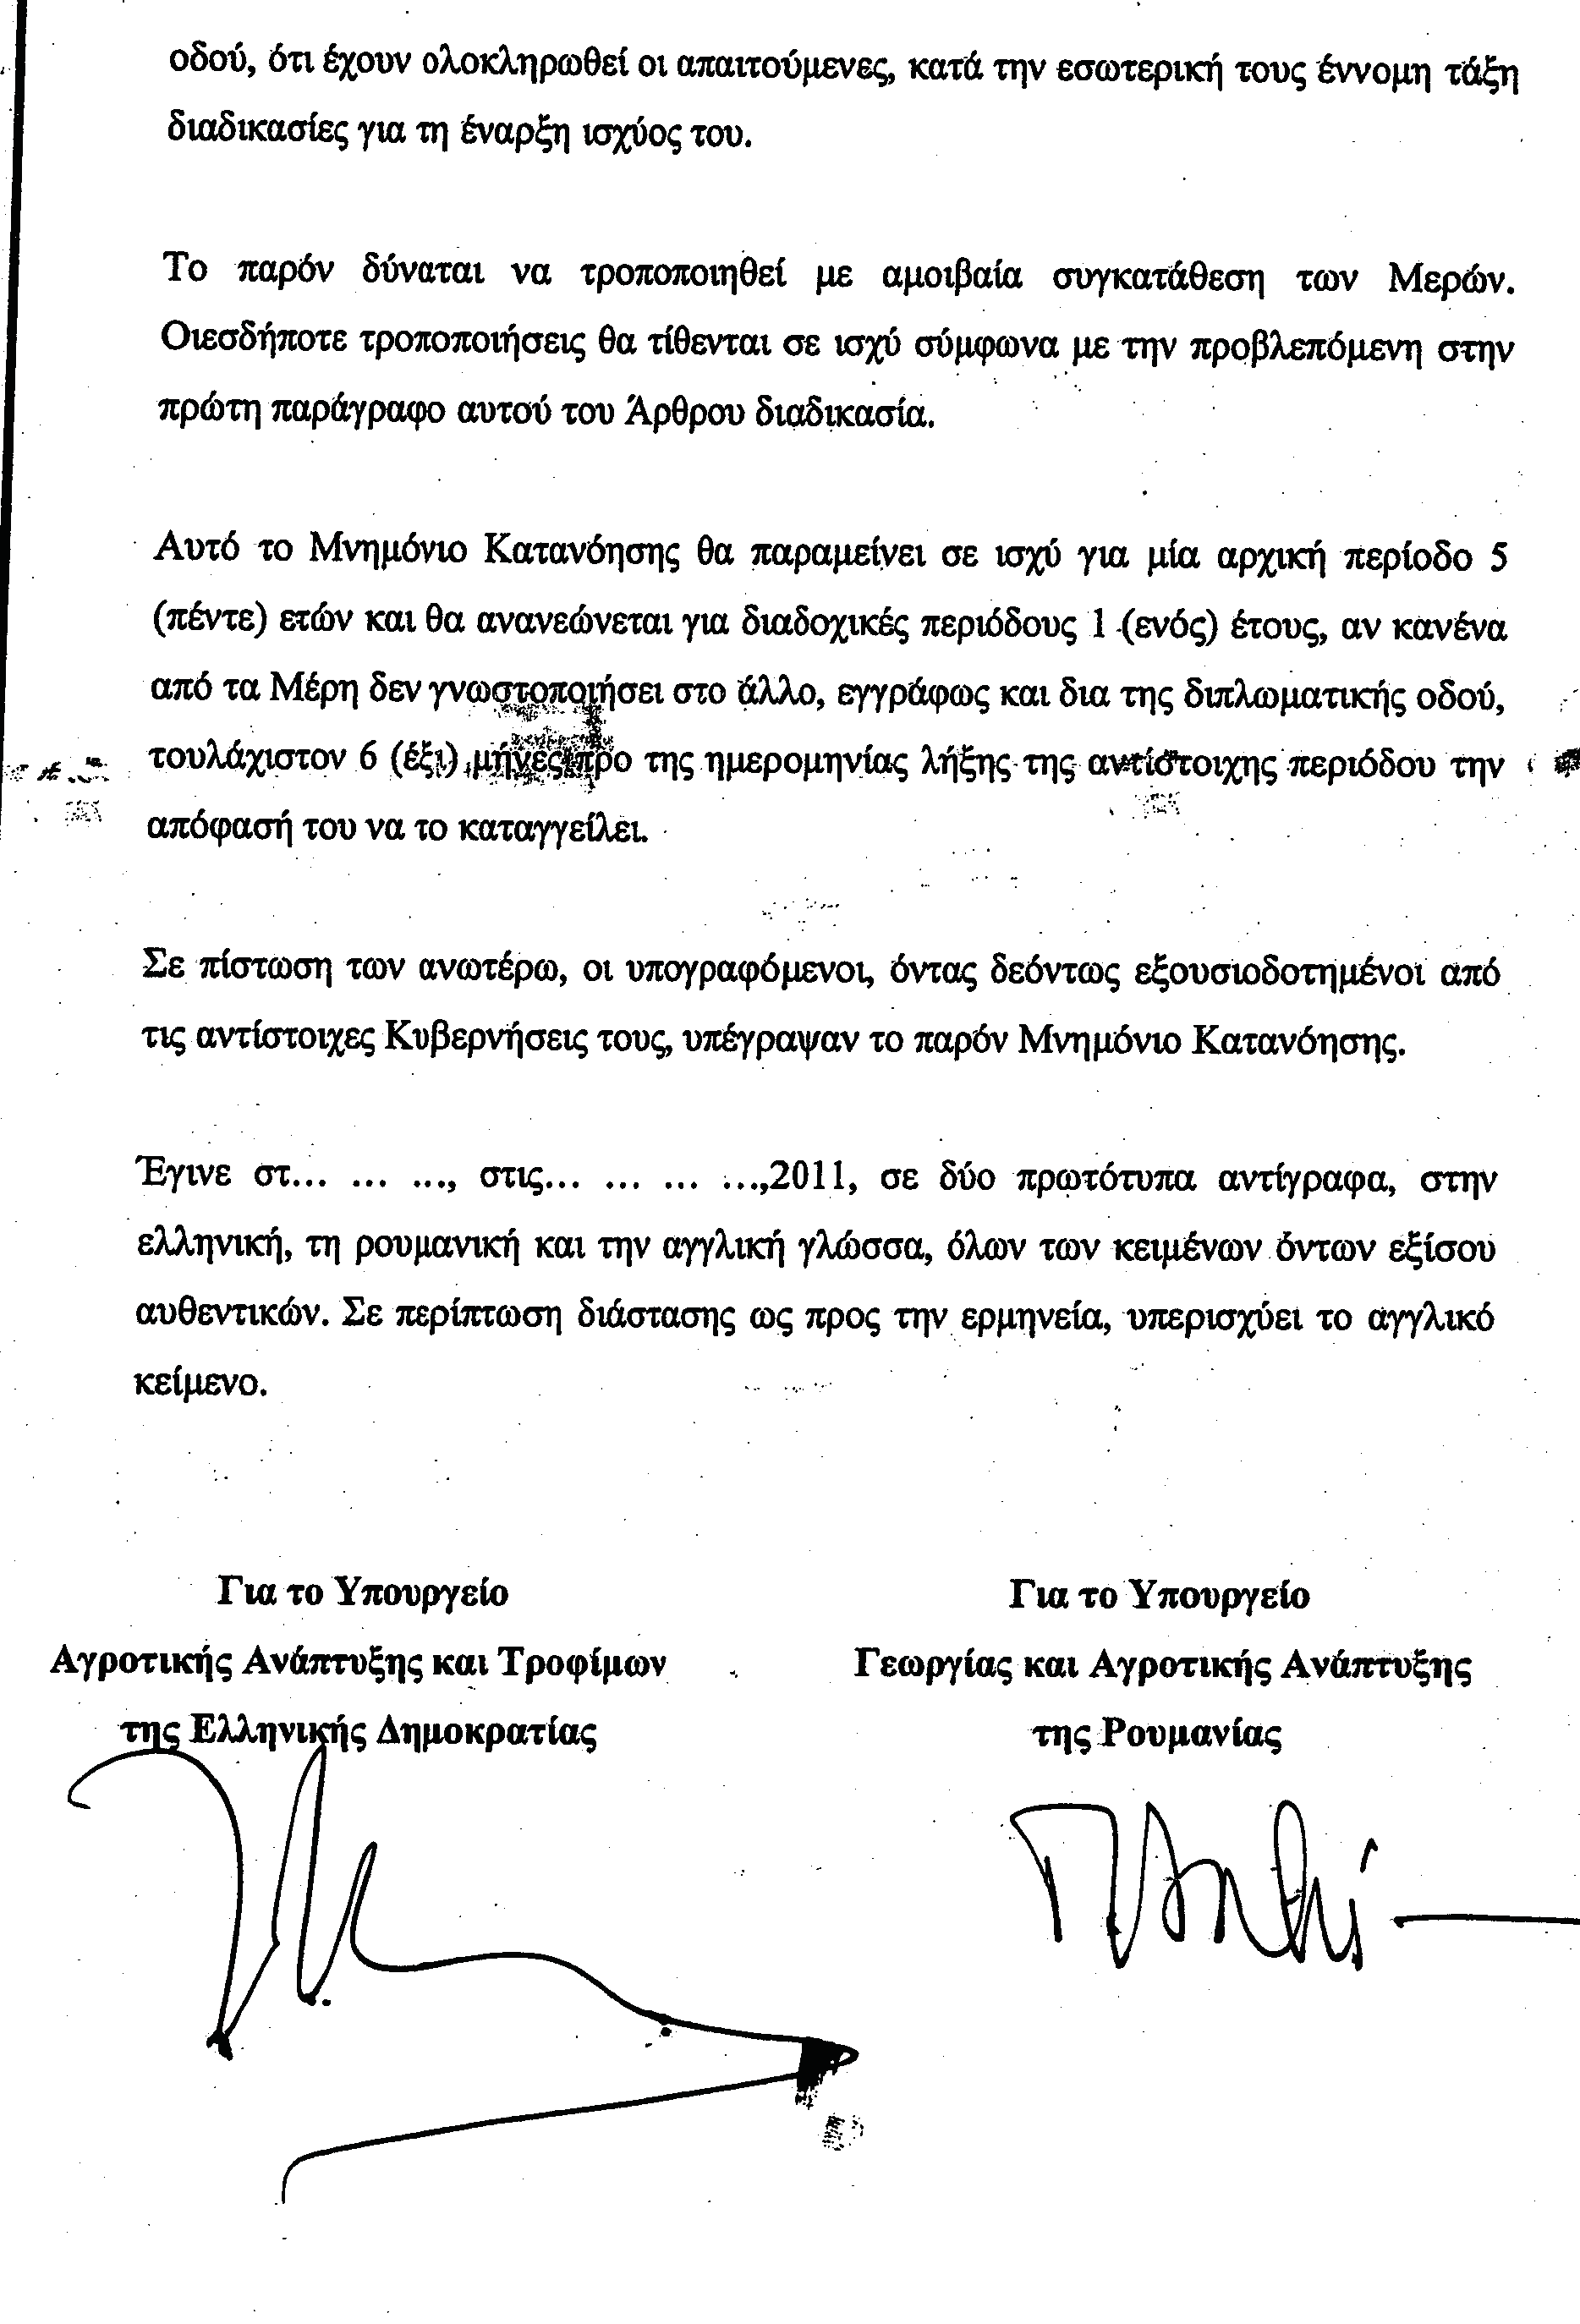 οδού, ότι έχουν ολοκληρωθεί οι απαιτούμενες, κατά την εσωτερική τους έννομη τάξη
διαδικασίες για τη έναρξη ισχύος του.
Το παρόν δύναται να τροποποιηθεί με αμοιβαία συγκατάθεση των Μερών.
Οιεσδήποτε τροποποιήσεις θα τίθενται σε ισχύ σύμφωνα με την προβλεπόμενη στην
πρώτη παράγραφο αυτού του Άρθρου διαδικασία.
Αυτό το Μνημόνιο Κατανόησης θα παραμείνει σε ισχύ για μία αρχική περίοδο 5
(πέντε) ετών και θα ανανεώνεται για διαδοχικές περιόδους 1 (ενός) έτους, αν κανένα
από τα Μέρη δεν γνωστοποιήσει στο άλλο, εγγράφως και δια της διπλωματικής οδού,
τουλάχιστον 6 (έξι) μήνες προ της ημερομηνίας λήξης της αντίστοιχης περιόδου την
απόφασή του να το καταγγείλει.
Σε πίστωση των ανωτέρω, οι υπογραφόμενοι, όντας δεόντως εξουσιοδοτημένοι από
τις αντίστοιχες Κυβερνήσεις τους, υπέγραψαν το παρόν Μνημόνιο Κατανόησης.
Έγινε στ... ... ..., στις... ... ... ...,2011, σε δύο πρωτότυπα αντίγραφα, στην
ελληνική, τη ρουμανική και την αγγλική γλώσσα, όλων των κειμένων όντων εξίσου
αυθεντικών. Σε περίπτωση διάστασης ως προς την ερμηνεία, υπερισχύει το αγγλικό
κείμενο.
Για το Υπουργείο
Αγροτικής Ανάπτυξης και Τροφίμων
της Ελληνικής Δημοκρατίας
Για το Υπουργείο
Γεωργίας και Αγροτικής Ανάπτυξης
της Ρουμανίας